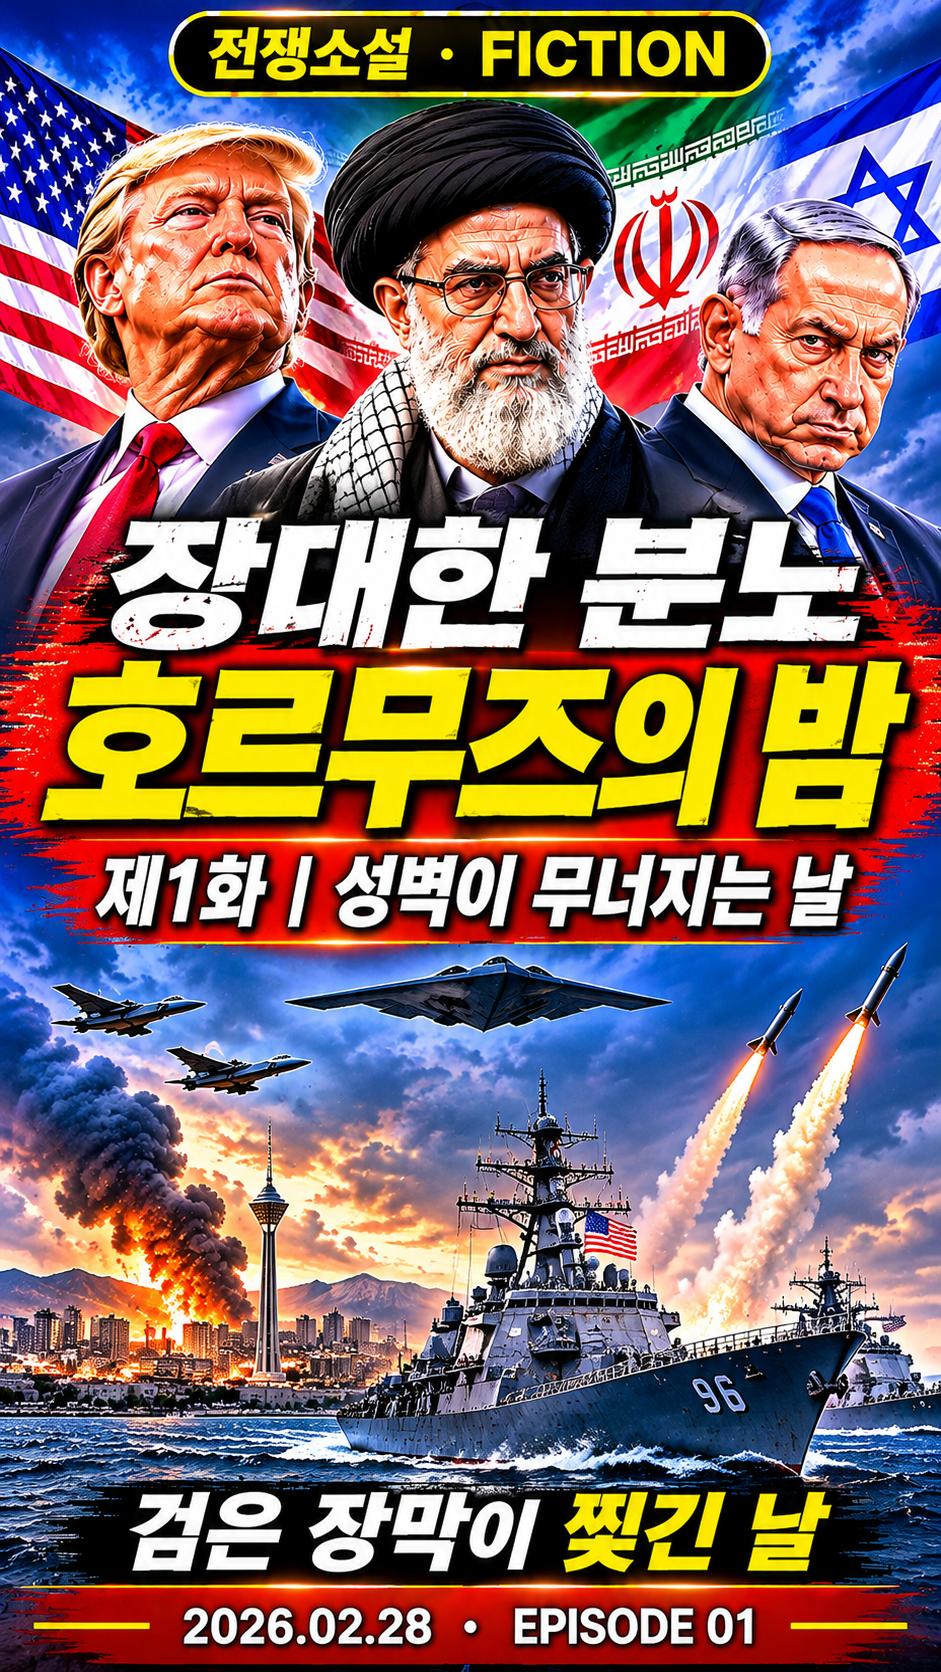 전쟁소설 · FICTION
장대한 분노
호르무즈의 밤
제1화 | 성벽이 무너지는 날
96
검은 장막이 찢긴 날
2026.02.28 • EPISODE 01